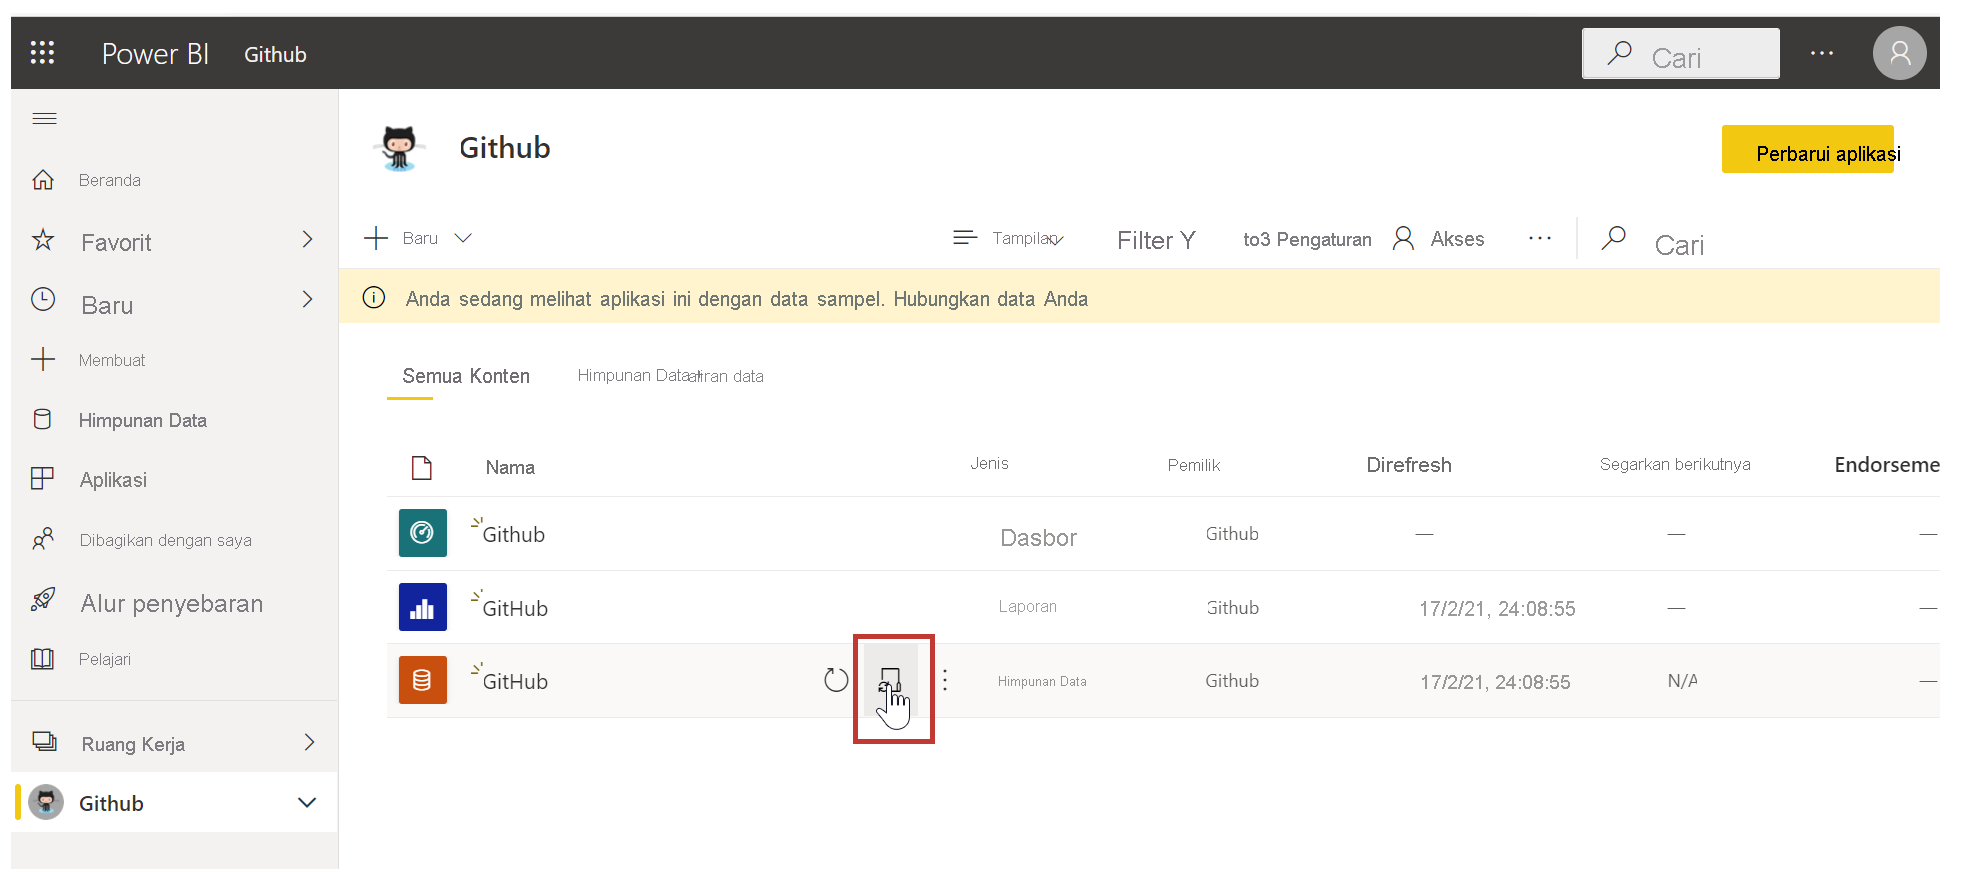 Power BI Github Cari ...
Github
Perbarui aplikasi
Beranda
Favorit
Baru
Membuat
Himpunan Data
Aplikasi
Dibagikan dengan saya
Alur penyebaran
Pelajari
Ruang Kerja
Github
Baru Tampilan Filter Y to3 Pengaturan Akses ... Cari
Anda sedang melihat aplikasi ini dengan data sampel. Hubungkan data Anda
Semua Konten Himpunan Data data
Nama Jenis Pemilik Direfresh Segarkan berikutnya Endorseme
Github Dasbor Github — — —
GitHub Laporan Github 17/2/21, 24:08:55 — —
GitHub Himpunan Data Github 17/2/21, 24:08:55 N/A —